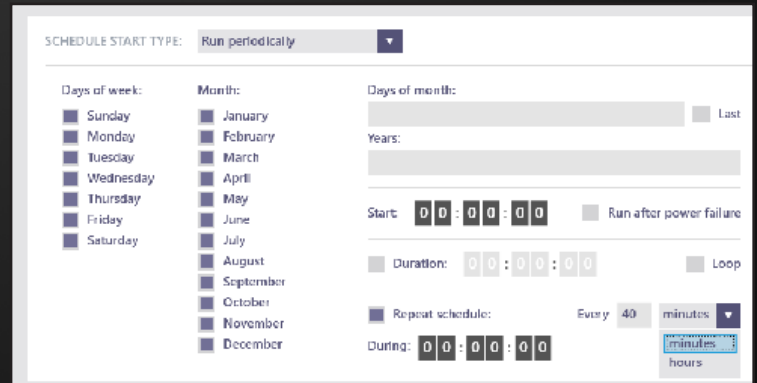 SCHEDULE START TYPE: Run periodically
Days of week:
Sunday
Monday
Tuesday
Wednesday
Thursday
Friday
Saturday
Month:
January
February
March
April
May
June
July
August
September
October
November
December
Days of month:
Last
Years:
Start: 00:00:00 Run after power failure
Duration: 00:00:00 Loop
Repeat schedule: Every 40 minutes
minutes
hours
During: 00:00:00